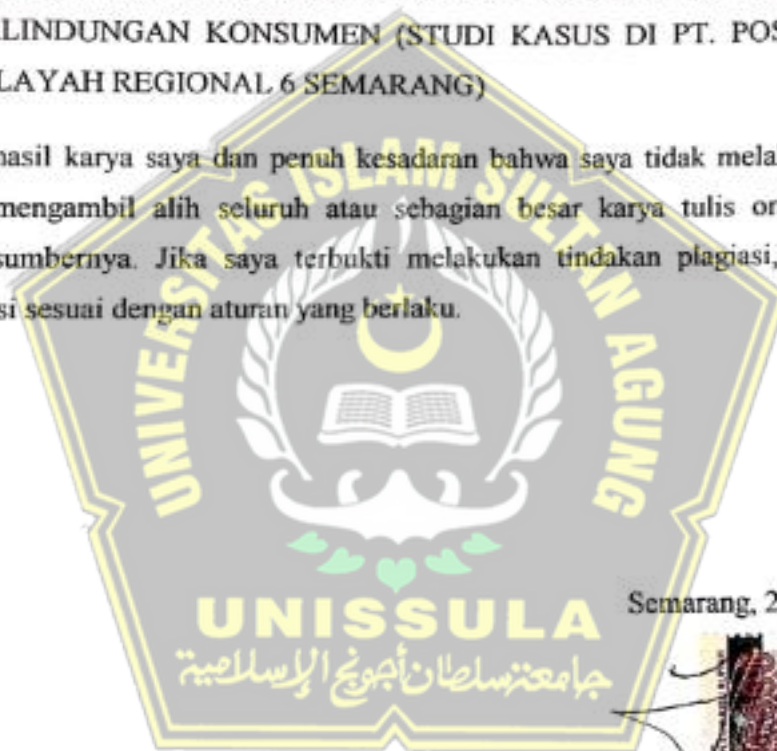 LINDUNGAN KONSUMEN (STUDI KASUS DI PT. POS
LAYAH REGIONAL 6 SEMARANG)
hasil karya saya dan penuh kesadaran bahwa saya tidak mela
mengambil alih seluruh atau sebagian besar karya tulis or
sumbernya. Jika saya terbukti melakukan tindakan plagiasi,
si sesuai dengan aturan yang berlaku.
UNIVERSITAS ISLAM SULTAN AGUNG
UNISSULA
جامعة سلطان أجونج الإسلامية
Semarang, 2